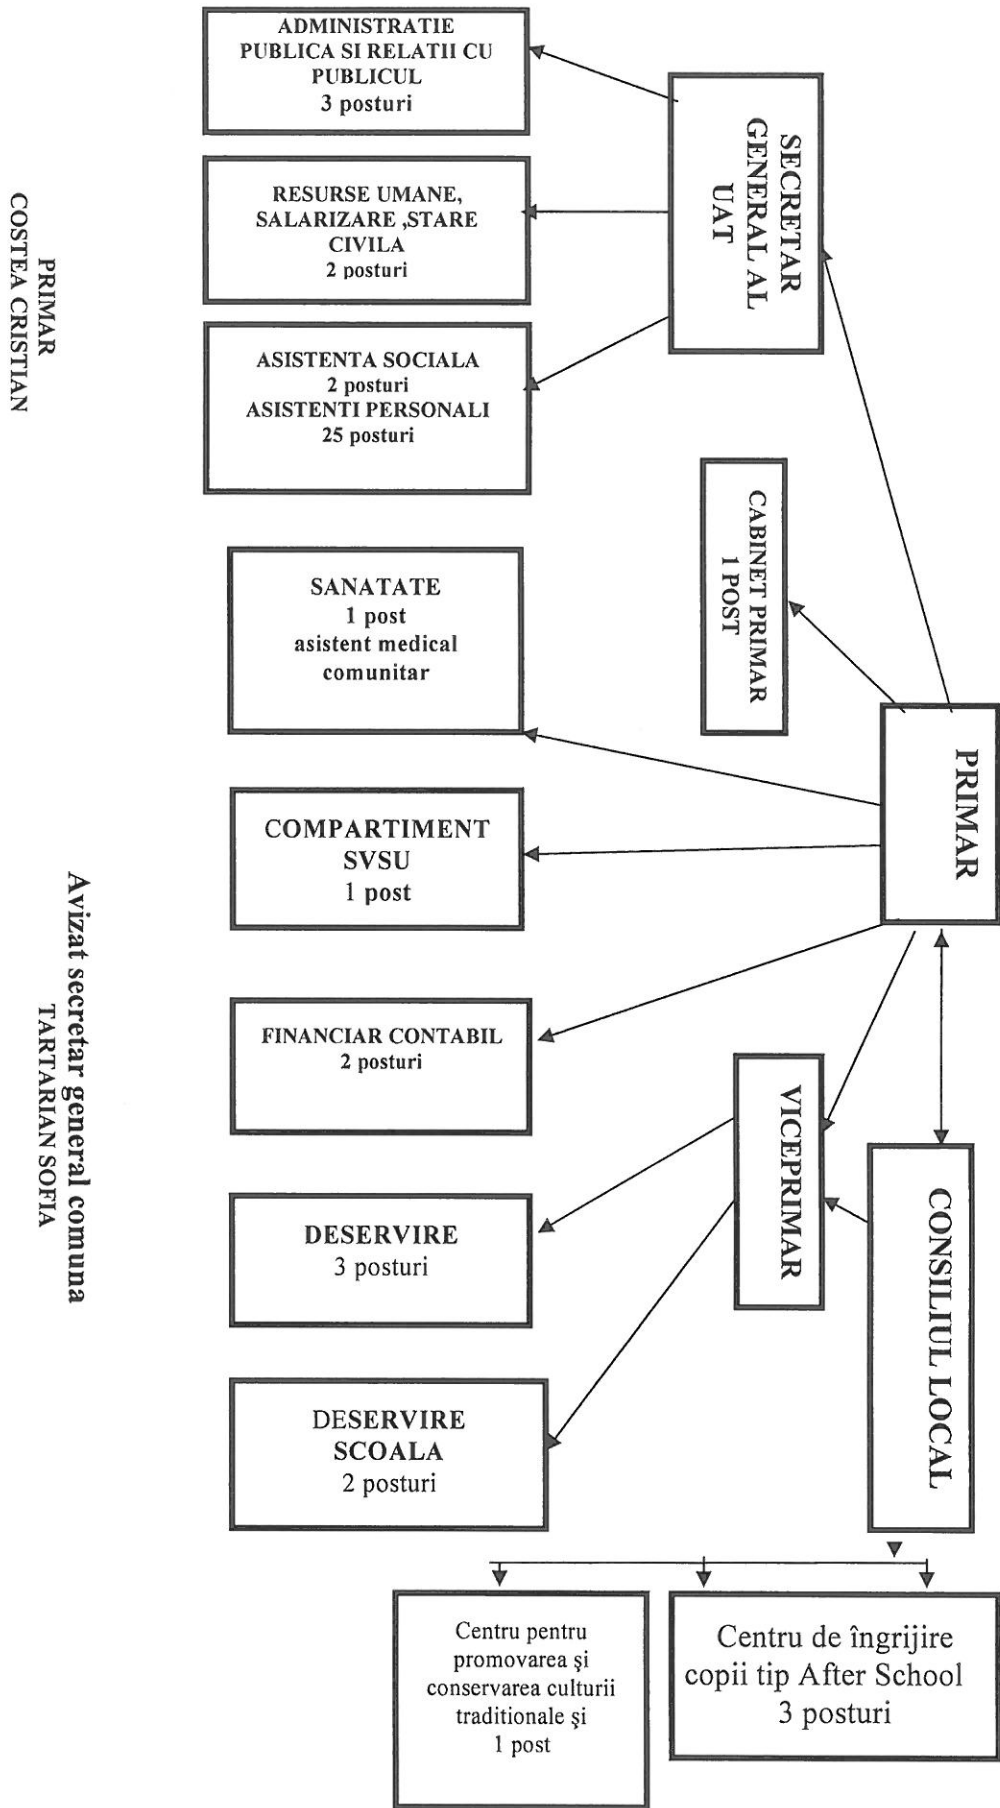 ADMINISTRATIE
PUBLICA SI RELATII CU
PUBLICUL
3 posturi
RESURSE UMANE,
SALARIZARE ,STARE
CIVILA
2 posturi
ASISTENTA SOCIALA
2 posturi
ASISTENTI PERSONALI
25 posturi
SECRETAR
GENERAL AL
UAT
CABINET PRIMAR
1 POST
PRIMAR
SANATATE
1 post
asistent medical
comunitar
COMPARTIMENT
SVSU
1 post
FINANCIAR CONTABIL
2 posturi
VICEPRIMAR
CONSILIUL LOCAL
DESERVIRE
3 posturi
DESERVIRE
SCOALA
2 posturi
Centru pentru
promovarea şi
conservarea culturii
traditionale şi
1 post
Centru de îngrijire
copii tip After School
3 posturi
PRIMAR
COSTEA CRISTIAN
Avizat secretar general comuna
TARTARIAN SOFIA